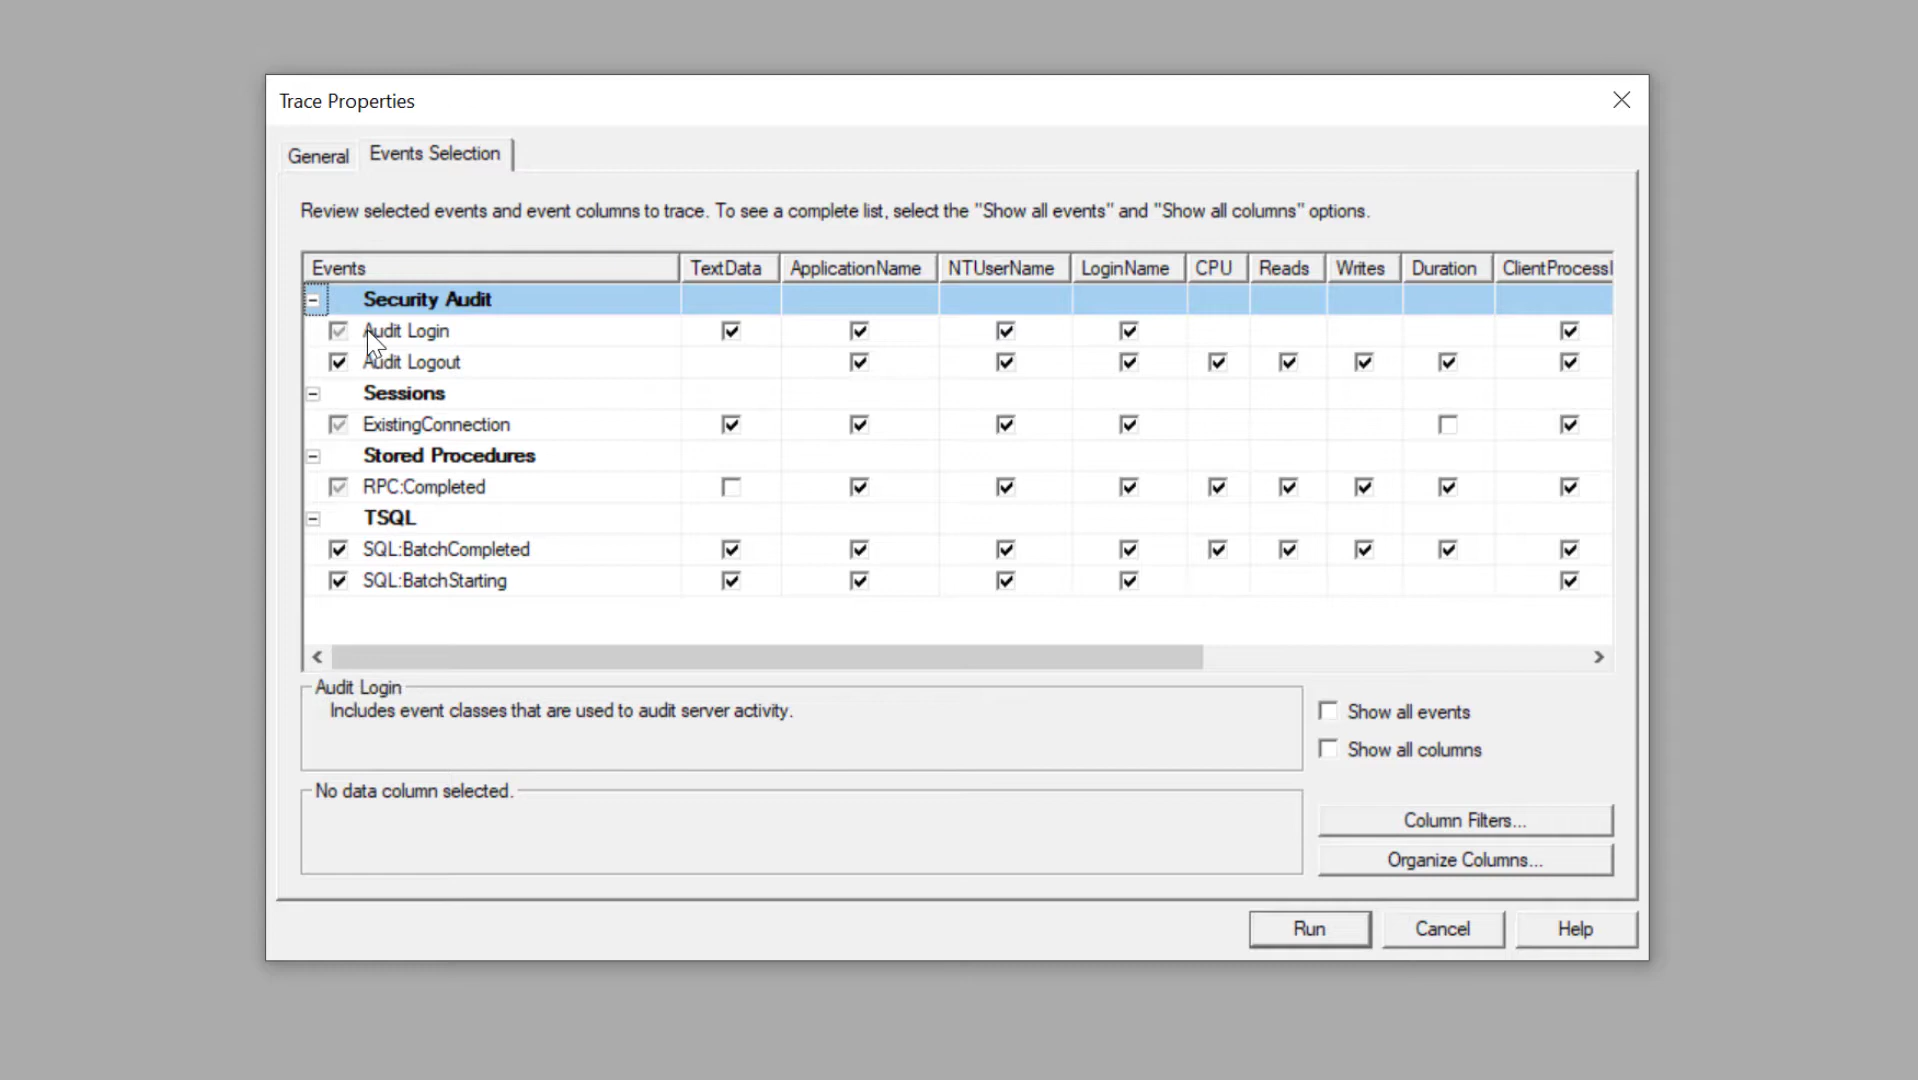 Trace Properties
General Events Selection
Review selected events and event columns to trace. To see a complete list, select the "Show all events" and "Show all columns" options.
Events TextData ApplicationName NTUserName LoginName CPU Reads Writes Duration ClientProcessI
Security Audit
Audit Login
Audit Logout
Sessions
ExistingConnection
Stored Procedures
RPC:Completed
TSQL
SQL:BatchCompleted
SQL:BatchStarting
Audit Login
Includes event classes that are used to audit server activity.
Show all events
Show all columns
No data column selected.
Column Filters...
Organize Columns...
Run Cancel Help